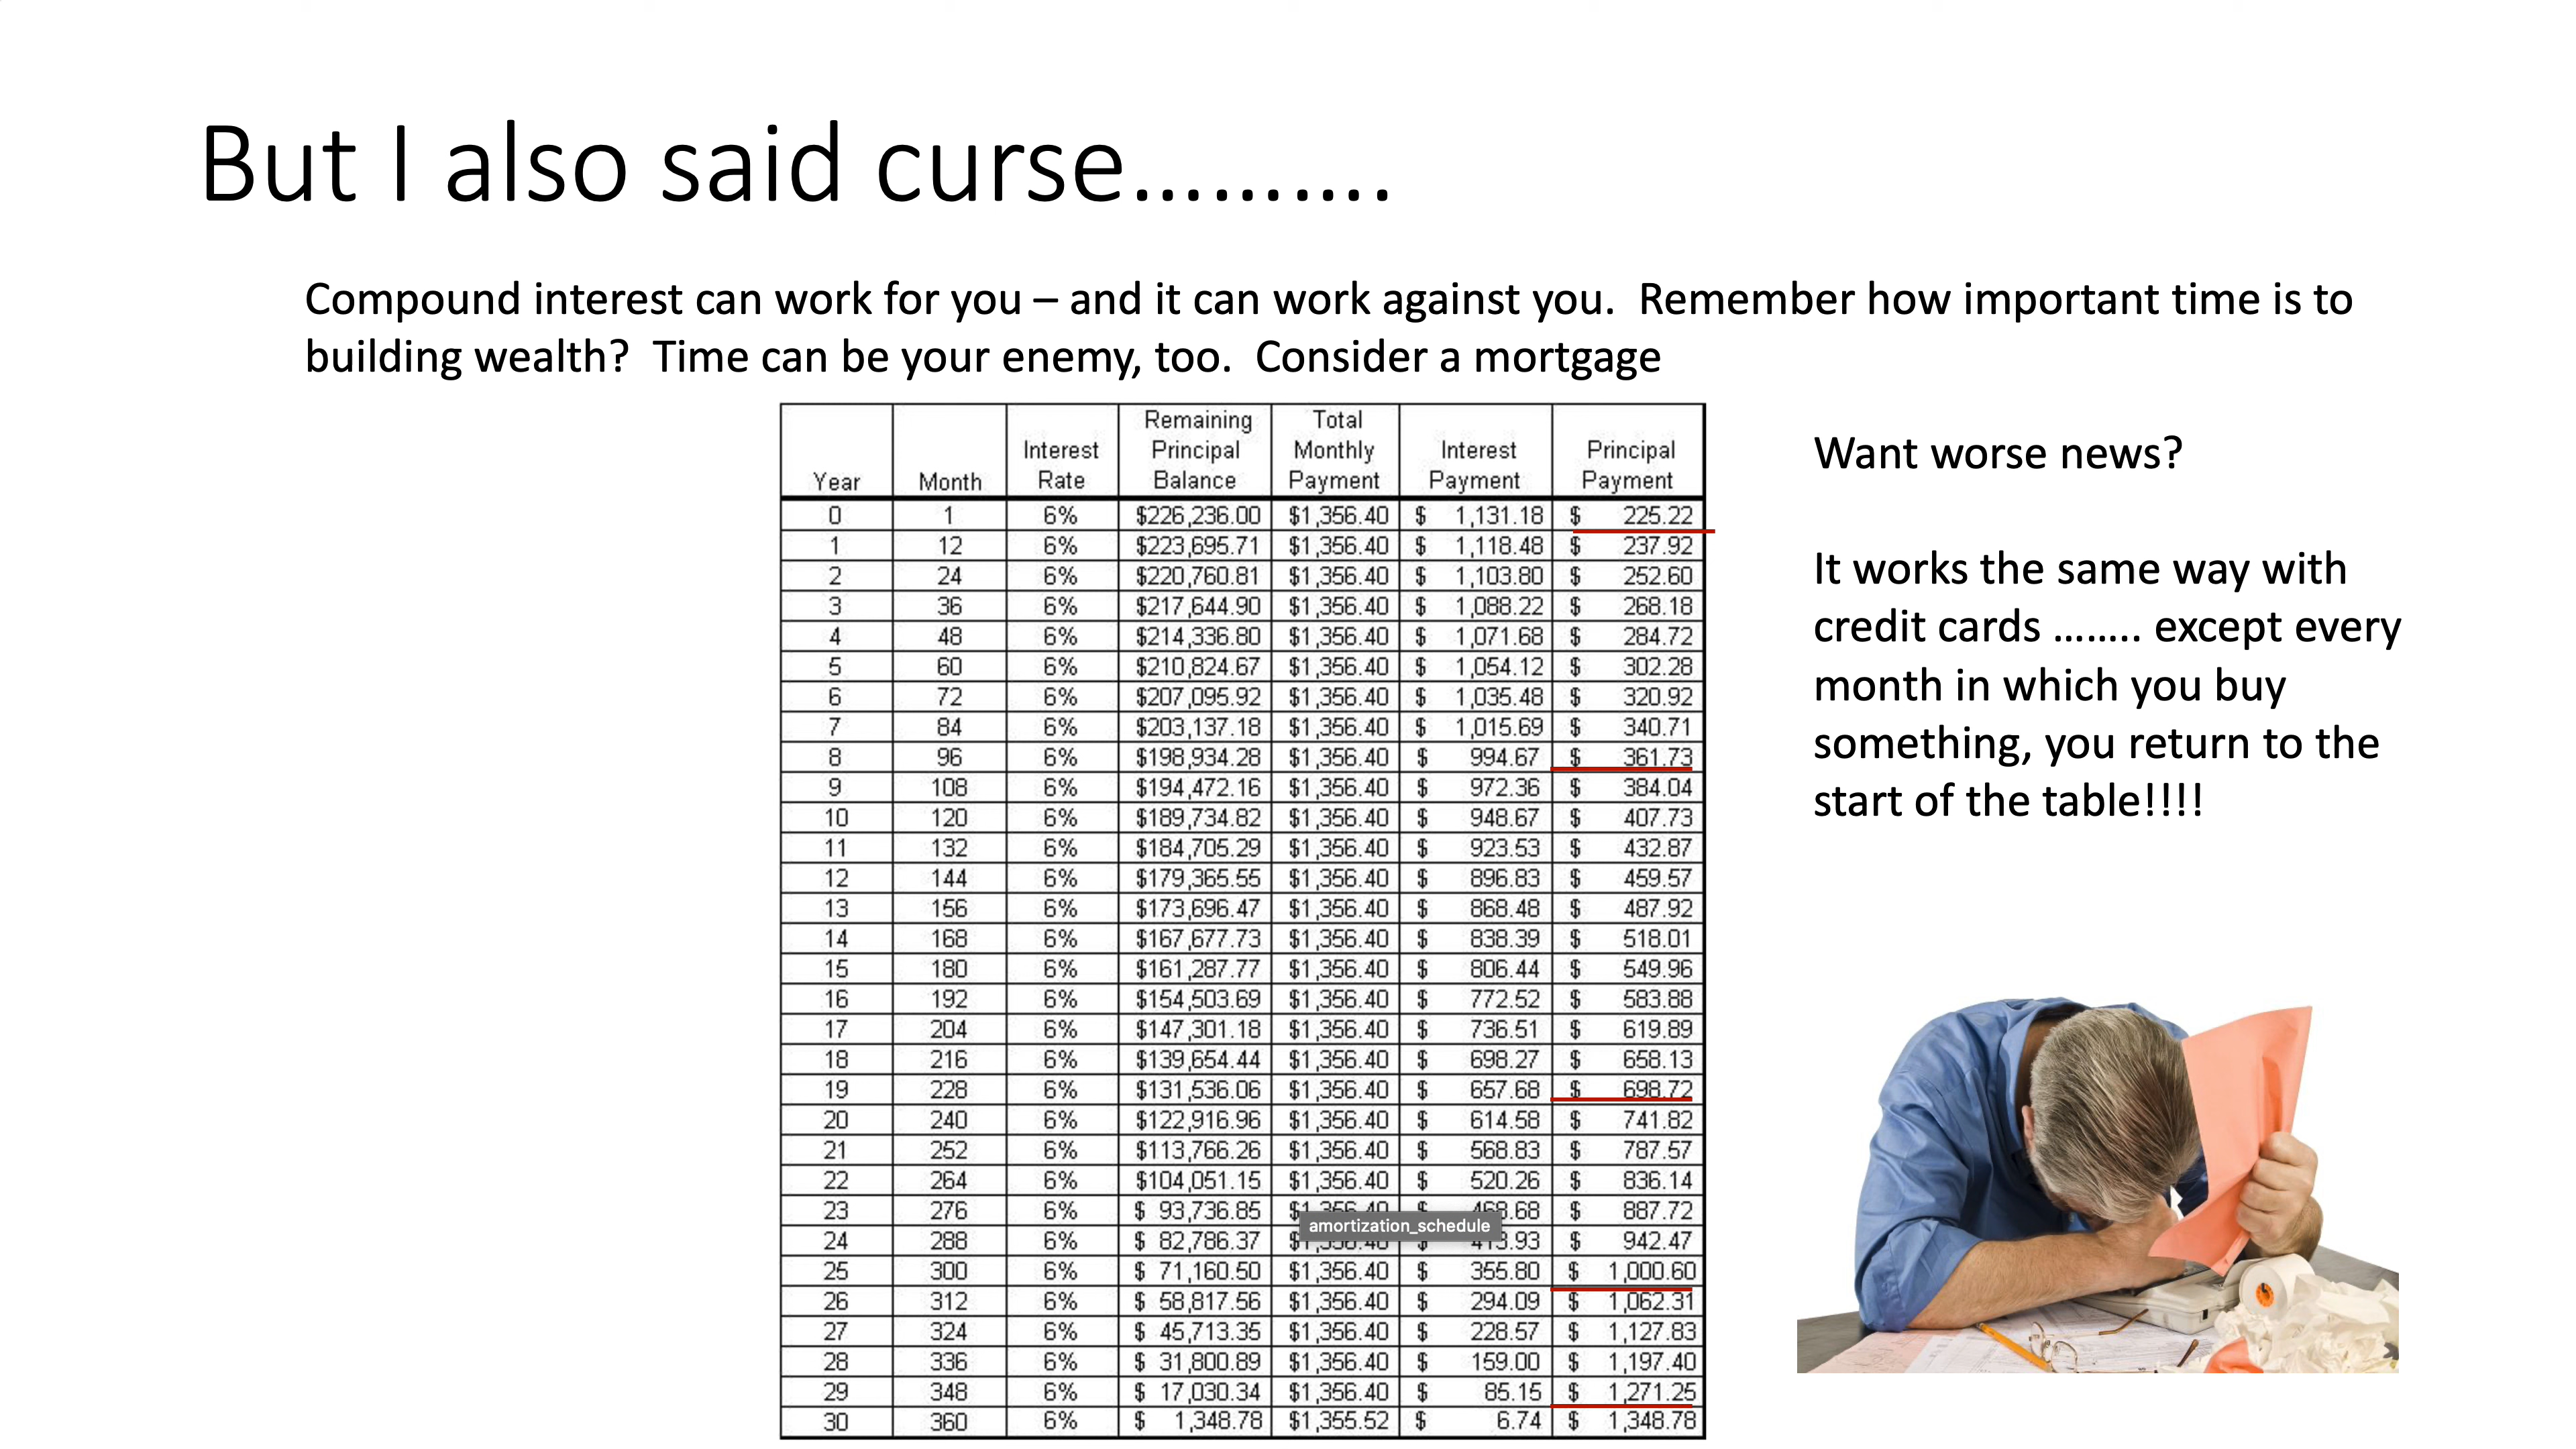 But I also said curse……….
Compound interest can work for you – and it can work against you.  Remember how important time is to
building wealth?  Time can be your enemy, too.  Consider a mortgage
Year Month Interest Rate Remaining Principal Balance Total Monthly Payment Interest Payment Principal Payment
0 1 6% $226,236.00 $1,356.40 $ 1,131.18 $ 225.22
1 12 6% $223,695.71 $1,356.40 $ 1,118.48 $ 237.92
2 24 6% $220,760.81 $1,356.40 $ 1,103.80 $ 252.60
3 36 6% $217,644.90 $1,356.40 $ 1,088.22 $ 268.18
4 48 6% $214,336.80 $1,356.40 $ 1,071.68 $ 284.72
5 60 6% $210,824.67 $1,356.40 $ 1,054.12 $ 302.28
6 72 6% $207,095.92 $1,356.40 $ 1,035.48 $ 320.92
7 84 6% $203,137.18 $1,356.40 $ 1,015.69 $ 340.71
8 96 6% $198,934.28 $1,356.40 $ 994.67 $ 361.73
9 108 6% $194,472.16 $1,356.40 $ 972.36 $ 384.04
10 120 6% $189,734.82 $1,356.40 $ 948.67 $ 407.73
11 132 6% $184,705.29 $1,356.40 $ 923.53 $ 432.87
12 144 6% $179,365.55 $1,356.40 $ 896.83 $ 459.57
13 156 6% $173,696.47 $1,356.40 $ 868.48 $ 487.92
14 168 6% $167,677.73 $1,356.40 $ 838.39 $ 518.01
15 180 6% $161,287.77 $1,356.40 $ 806.44 $ 549.96
16 192 6% $154,503.69 $1,356.40 $ 772.52 $ 583.88
17 204 6% $147,301.18 $1,356.40 $ 736.51 $ 619.89
18 216 6% $139,654.44 $1,356.40 $ 698.27 $ 658.13
19 228 6% $131,536.06 $1,356.40 $ 657.68 $ 698.72
20 240 6% $122,916.96 $1,356.40 $ 614.58 $ 741.82
21 252 6% $113,766.26 $1,356.40 $ 568.83 $ 787.57
22 264 6% $104,051.15 $1,356.40 $ 520.26 $ 836.14
23 276 6% $ 93,736.85 $1,356.40 $ 468.68 $ 887.72
amortization_schedule
24 288 6% $ 82,786.37 $ 942.47
25 300 6% $ 71,160.50 $1,356.40 $ 355.80 $ 1,000.60
26 312 6% $ 58,817.56 $1,356.40 $ 294.09 $ 1,062.31
27 324 6% $ 45,713.35 $1,356.40 $ 228.57 $ 1,127.83
28 336 6% $ 31,800.89 $1,356.40 $ 159.00 $ 1,197.40
29 348 6% $ 17,030.34 $1,356.40 $ 85.15 $ 1,271.25
30 360 6% $ 1,348.78 $1,355.52 $ 6.74 $ 1,348.78
Want worse news?
It works the same way with
credit cards …….. except every
month in which you buy
something, you return to the
start of the table!!!!